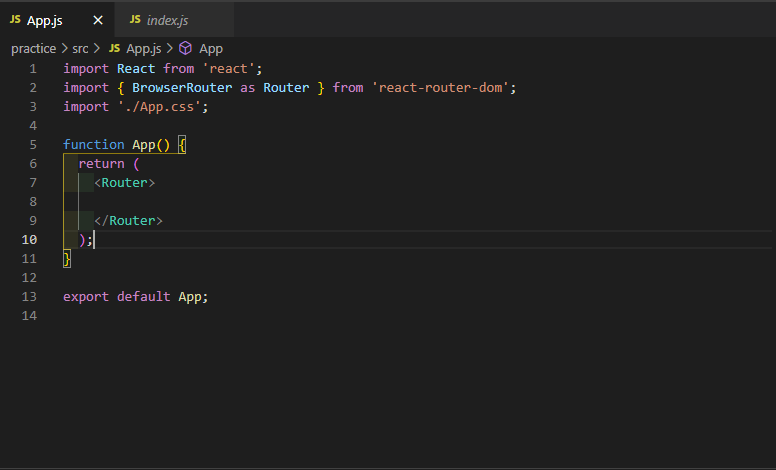 JS App.js × JS index.js
practice > src > JS App.js > App
1 import React from 'react';
2 import { BrowserRouter as Router } from 'react-router-dom';
3 import './App.css';
4
5 function App() {
6 return (
7 <Router>
8
9 </Router>
10 );
11 }
12
13 export default App;
14